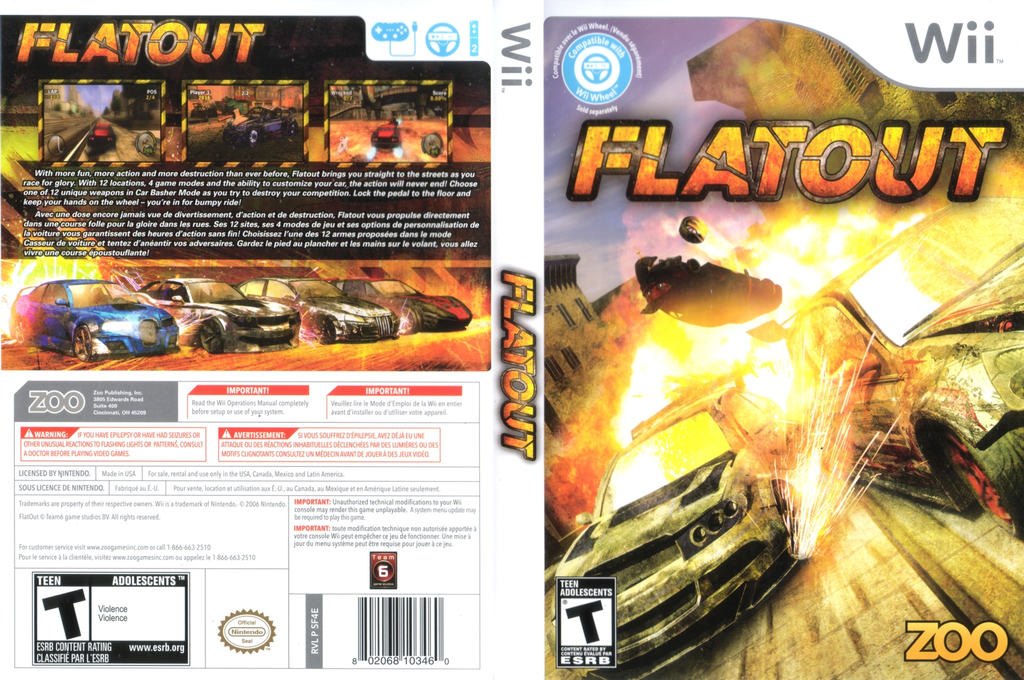 FLATOUT
2
LAP
POS
2/4
Player 1
2:2
Wrecked
Score
With more fun, more action and more destruction than ever before, Flatout brings you straight to the streets as you
race for glory. With 12 locations, 4 game modes and the ability to customize your car, the action will never end! Choose
one of 12 unique weapons in Car Basher Mode as you try to destroy your competition. Lock the pedal to the floor and
keep your hands on the wheel – you're in for bumpy ride!
Avec une dose encore jamais vue de divertissement, d'action et de destruction, Flatout vous propulse directement
dans une course folle pour la gloire dans les rues. Ses 12 sites, ses 4 modes de jeu et ses options de personnalisation de
la voiture vous garantissent des heures d'action sans fin! Choisissez l'une des 12 armes proposées dans le mode
Casseur de voiture et tentez d'anéantir vos adversaires. Gardez le pied au plancher et les mains sur le volant, vous allez
vivre une course époustouflante!
ZOO
Zoo Publishing, Inc.
3805 Edwards Road
Suite 400
Cincinnati, OH 45209
IMPORTANT!
Read the Wii Operations Manual completely
before setup or use of your system.
IMPORTANT!
Veuillez lire le Mode d'Emploi de la Wii en entier
avant d'installer ou d'utiliser votre appareil.
WARNING: IF YOU HAVE EPILEPSY OR HAVE HAD SEIZURES OR
OTHER UNUSUAL REACTIONS TO FLASHING LIGHTS OR PATTERNS, CONSULT
A DOCTOR BEFORE PLAYING VIDEO GAMES.
AVERTISSEMENT: SI VOUS SOUFFREZ D'ÉPILEPSIE, AVEZ DÉJÀ EU UNE
ATTAQUE OU DES RÉACTIONS INHABITUELLES DÉCLENCHÉES PAR DES LUMIÈRES OU DES
MOTIFS CLIGNOTANTS CONSULTEZ UN MÉDECIN AVANT DE JOUER À DES JEUX VIDÉO.
LICENSED BY NINTENDO. Made in USA For sale, rental and use only in the USA, Canada, Mexico and Latin America.
SOUS LICENCE DE NINTENDO. Fabriqué au É.-U. Pour vente, location et utilisation aux É.-U., au Canada, au Mexique et en Amérique Latine seulement.
Trademarks are property of their respective owners. Wii is a trademark of Nintendo. © 2006 Nintendo.
FlatOut © Team6 game studios BV. All rights reserved.
For customer service visit www.zoogamesinc.com or call 1-866-663-2510
Pour le service à la clientèle, visitez www.zoogamesinc.com ou appelez le 1-866-663-2510
IMPORTANT: Unauthorized technical modifications to your Wii
console may render this game unplayable. A system menu update may
be required to play this game.
IMPORTANT: toute modification technique non autorisée apportée à
votre console Wii peut empêcher ce jeu de fonctionner. Une mise à
jour du menu système peut être requise pour jouer à ce jeu.
Team
6
game studios
TEEN ADOLESCENTS™
T
Violence
Violence
ESRB CONTENT RATING www.esrb.org
CLASSIFIÉ PAR L'ESRB
Official
Nintendo
Seal
RVL P SF4E
8 02068 10346 0
Wii
FLATOUT
Compatible avec le Wii Wheel. (Vendu séparément)
Compatible with
Wii Wheel™
Sold separately
Wii™
FLATOUT
TEEN
ADOLESCENTS
T
CONTENT RATED BY
ESRB
ZOO